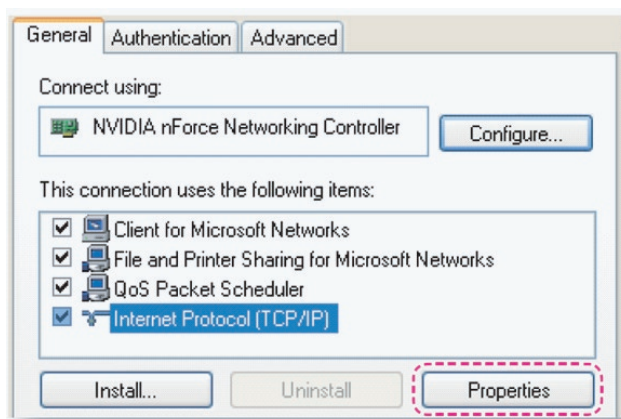 General Authentication Advanced
Connect using:
NVIDIA nForce Networking Controller Configure...
This connection uses the following items:
Client for Microsoft Networks
File and Printer Sharing for Microsoft Networks
QoS Packet Scheduler
Internet Protocol (TCP/IP)
Install... Uninstall Properties